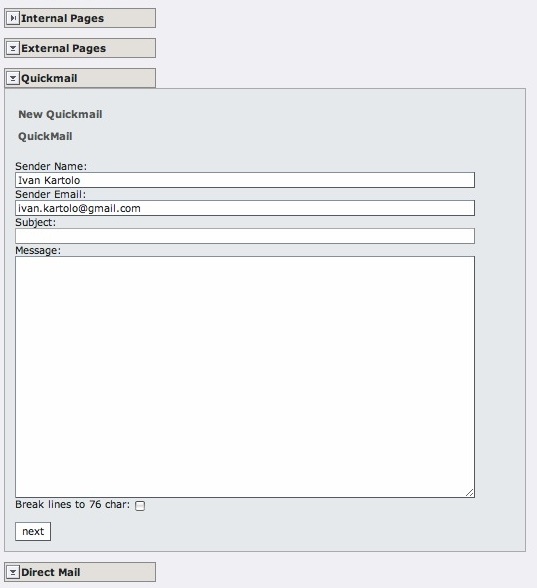 Internal Pages
External Pages
Quickmail
New Quickmail
QuickMail
Sender Name:
Ivan Kartolo
Sender Email:
ivan.kartolo@gmail.com
Subject:
Message:
Break lines to 76 char:
next
Direct Mail